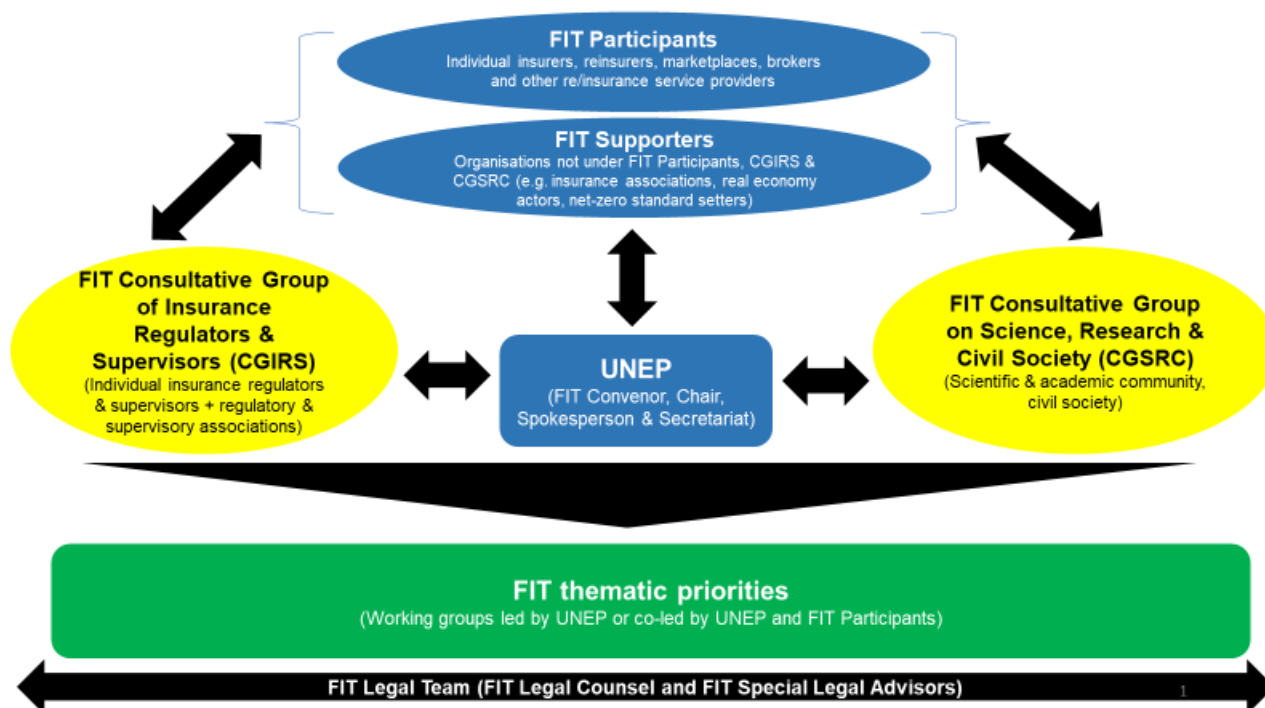 FIT Participants
Individual insurers, reinsurers, marketplaces, brokers
and other re/insurance service providers
FIT Supporters
Organisations not under FIT Participants, CGIRS &
CGSRC (e.g. insurance associations, real economy
actors, net-zero standard setters)
FIT Consultative Group
of Insurance
Regulators &
Supervisors (CGIRS)
(Individual insurance regulators
& supervisors + regulatory &
supervisory associations)
UNEP
(FIT Convenor, Chair,
Spokesperson & Secretariat)
FIT Consultative Group
on Science, Research &
Civil Society (CGSRC)
(Scientific & academic community,
civil society)
FIT thematic priorities
(Working groups led by UNEP or co-led by UNEP and FIT Participants)
FIT Legal Team (FIT Legal Counsel and FIT Special Legal Advisors)
1